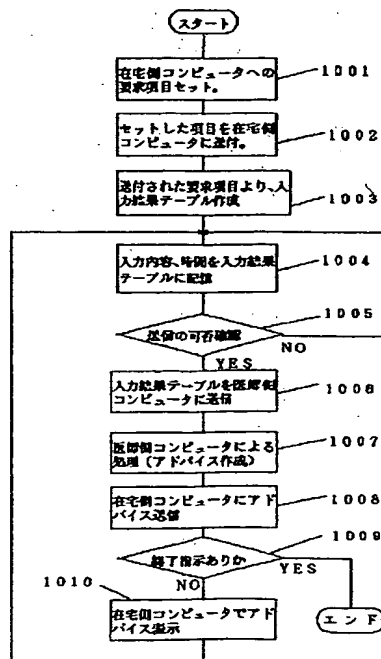 スタート
在宅側コンピュータへの
要求項目セット。
1001
セットした項目を在宅側
コンピュータに送付。
1002
送付された要求項目より、入
力結果テーブル作成
1003
入力内容、時間を入力結果
テーブルに記憶
1004
送信の可否確認
1005
NO
YES
入力結果テーブルを医師側
コンピュータに送信
1006
医師側コンピュータによる
処理(アドバイス作成)
1007
在宅側コンピュータにアド
バイス送信
1008
終了指示ありか
1009
YES
NO
1010
在宅側コンピュータでアド
バイス表示
エンド